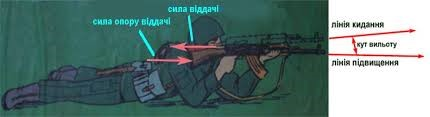 сила віддачі
сила опору віддачі
лінія кидання
кут вильоту
лінія підвищення